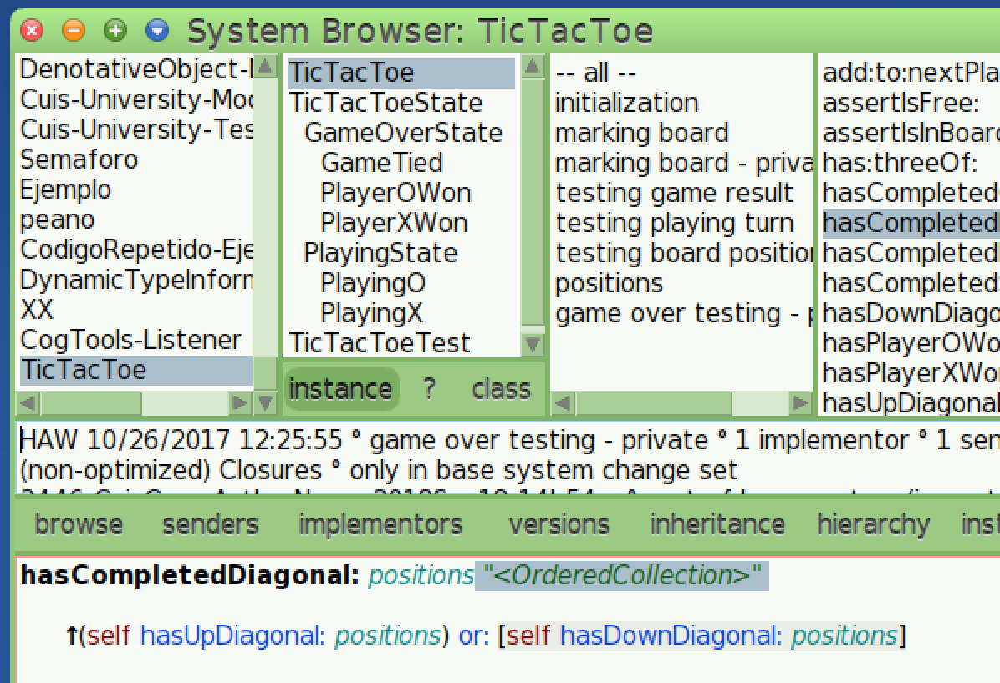 System Browser: TicTacToe
DenotativeObject-
Cuis-University-Moc
Cuis-University-Tes
Semaforo
Ejemplo
peano
CodigoRepetido-Eje
DynamicTypeInform
XX
CogTools-Listener
TicTacToe
TicTacToe
TicTacToeState
GameOverState
GameTied
PlayerOWon
PlayerXWon
PlayingState
PlayingO
PlayingX
TicTacToeTest
instance ? class
-- all --
initialization
marking board
marking board - priva
testing game result
testing playing turn
testing board position
positions
game over testing - p
add:to:nextPla
assertIsFree:
assertIsInBoar
has:threeOf:
hasCompleted
hasCompleted
hasCompleted
hasCompleted
hasDownDiago
hasPlayerOWo
hasPlayerXWo
hasUpDiagonal
HAW 10/26/2017 12:25:55 ° game over testing - private ° 1 implementor ° 1 sen
(non-optimized) Closures ° only in base system change set
browse senders implementors versions inheritance hierarchy inst
hasCompletedDiagonal: positions "<OrderedCollection>"
↑(self hasUpDiagonal: positions) or: [self hasDownDiagonal: positions]